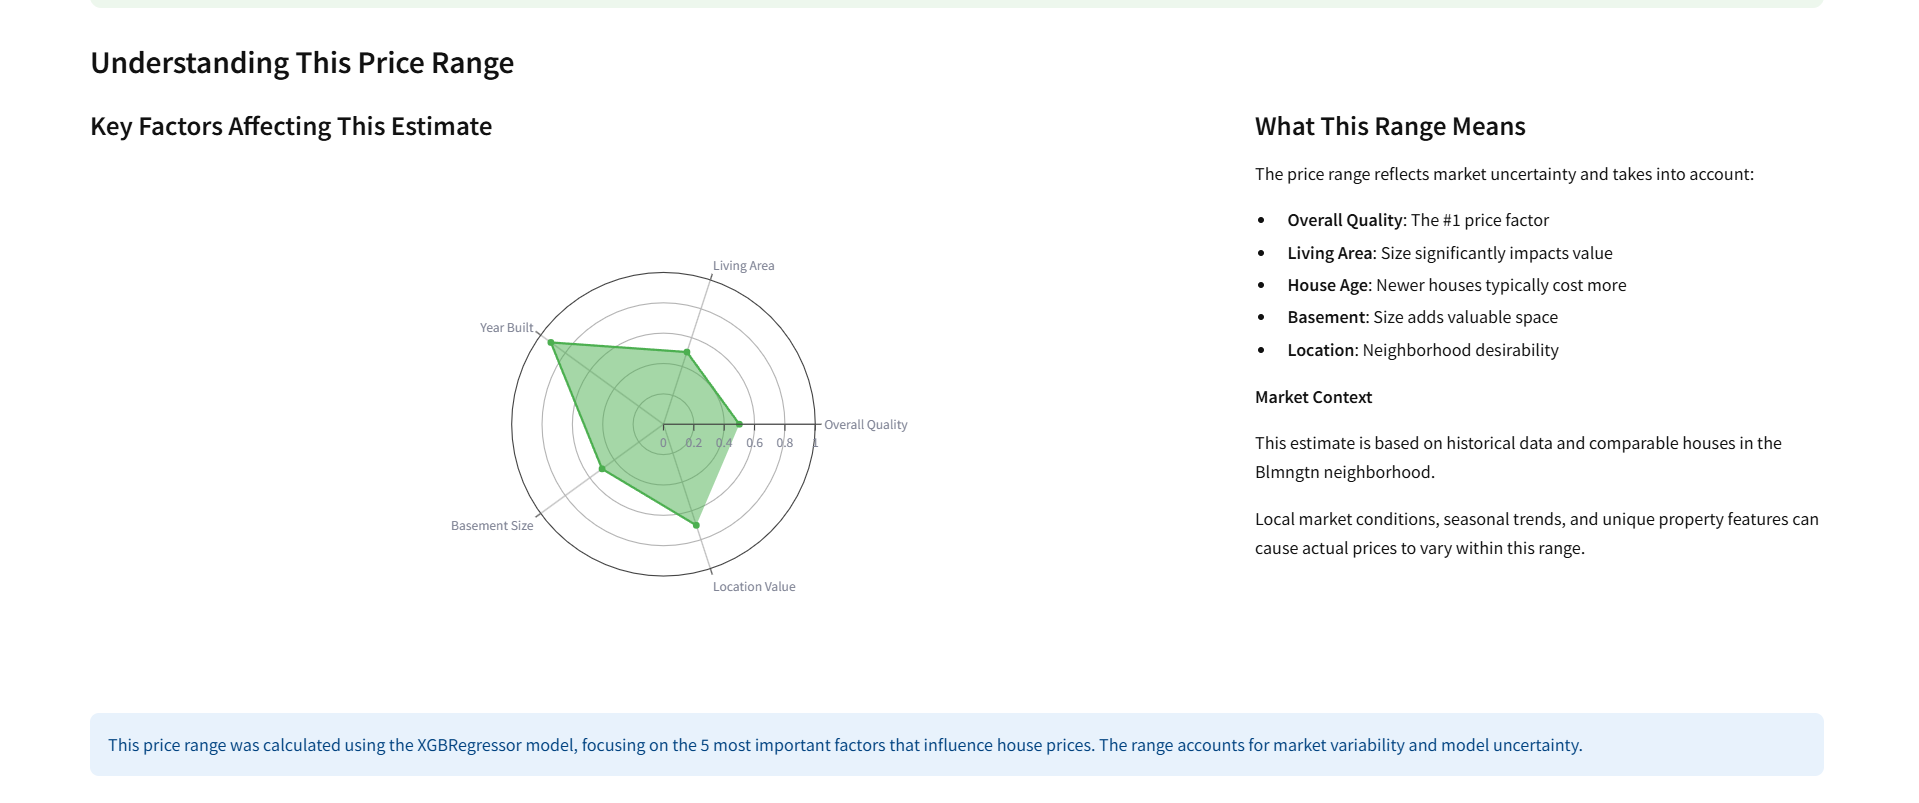 Understanding This Price Range
Key Factors Affecting This Estimate
Living Area
Year Built
Overall Quality
0 0.2 0.4 0.6 0.8 1
Basement Size
Location Value
What This Range Means
The price range reflects market uncertainty and takes into account:
• Overall Quality: The #1 price factor
• Living Area: Size significantly impacts value
• House Age: Newer houses typically cost more
• Basement: Size adds valuable space
• Location: Neighborhood desirability
Market Context
This estimate is based on historical data and comparable houses in the
Blmngtn neighborhood.
Local market conditions, seasonal trends, and unique property features can
cause actual prices to vary within this range.
This price range was calculated using the XGBRegressor model, focusing on the 5 most important factors that influence house prices. The range accounts for market variability and model uncertainty.